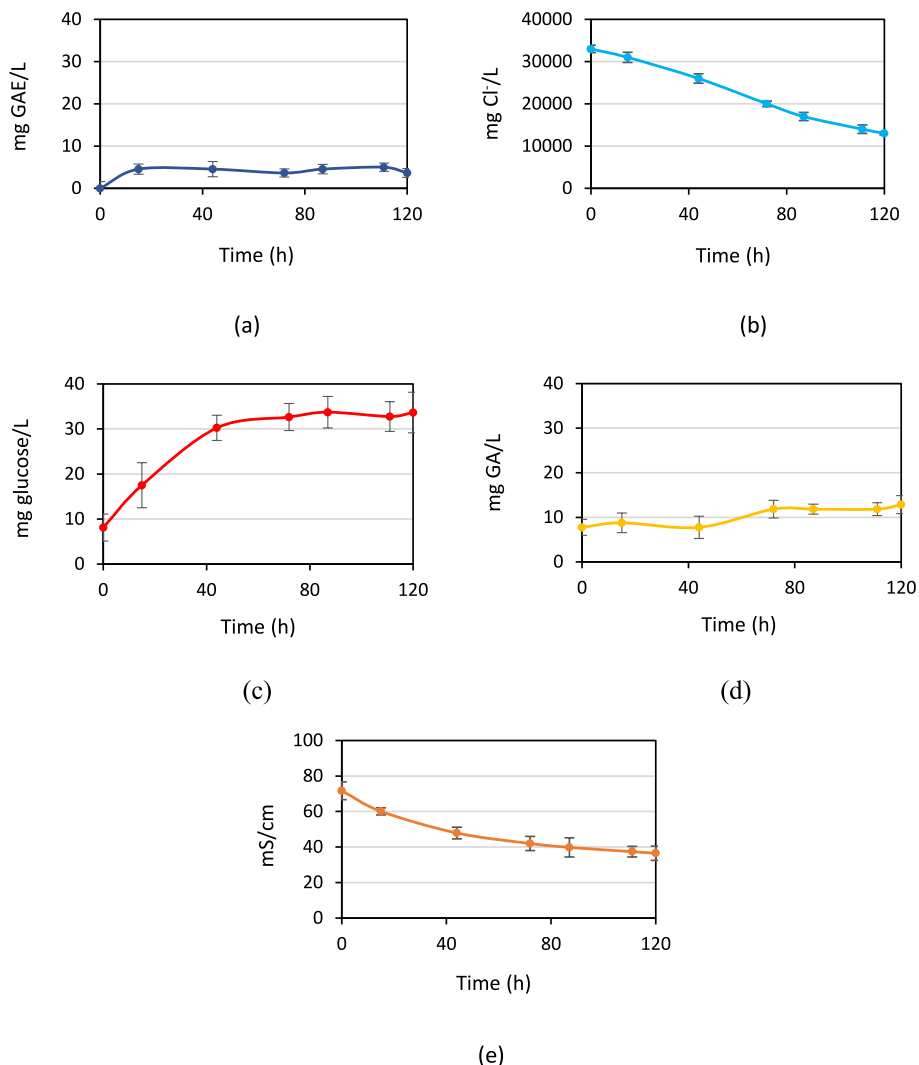 40
30
20
10
0
mg GAE/L
0 40 80 120
Time (h)
(a)
40000
30000
20000
10000
0
mg Cl⁻/L
0 40 80 120
Time (h)
(b)
40
30
20
10
0
mg glucose/L
0 40 80 120
Time (h)
(c)
40
30
20
10
0
mg GA/L
0 40 80 120
Time (h)
(d)
100
80
60
40
20
0
mS/cm
0 40 80 120
Time (h)
(e)